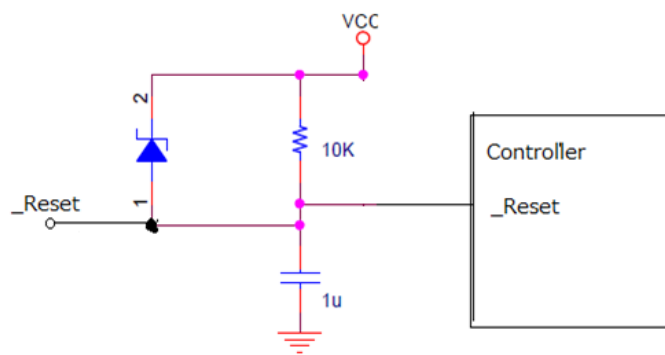 VCC
2
10K
Controller
_Reset
1
_Reset
1u